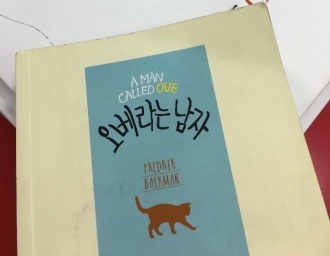 A MAN
CALLED OVE
오베라는 남자
FREDRIK
BACKMAN